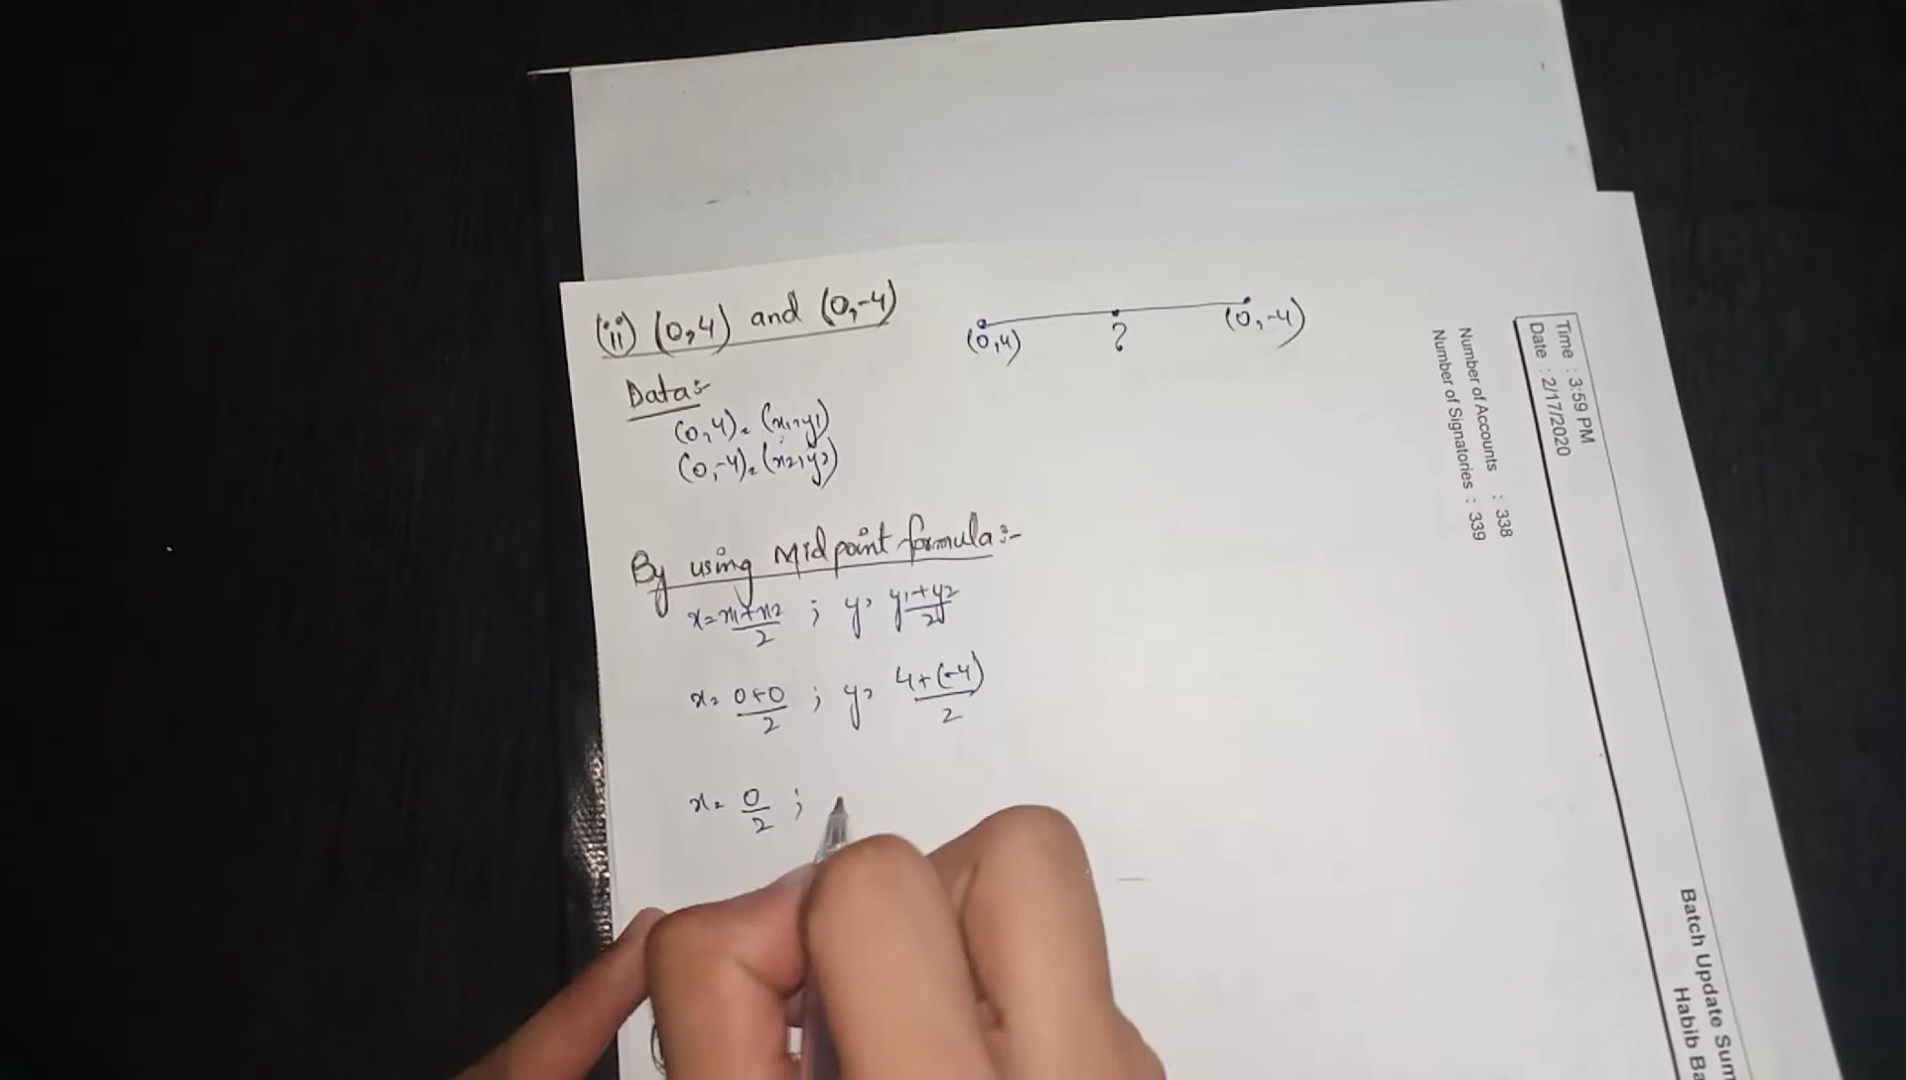 (ii) (0,4) and (0,-4)
(0,4) ? (0,-4)
Data:-
(0,4) = (x1,y1)
(0,-4) = (x2,y2)
By using Midpoint formula:-
x = x1+x2/2 ; y = y1+y2/2
x = 0+0/2 ; y = 4+(-4)/2
x = 0/2 ;
Time : 3:59 PM
Date : 2/17/2020
Number of Accounts : 338
Number of Signatories : 339
Batch Update Sum
Habib Ba